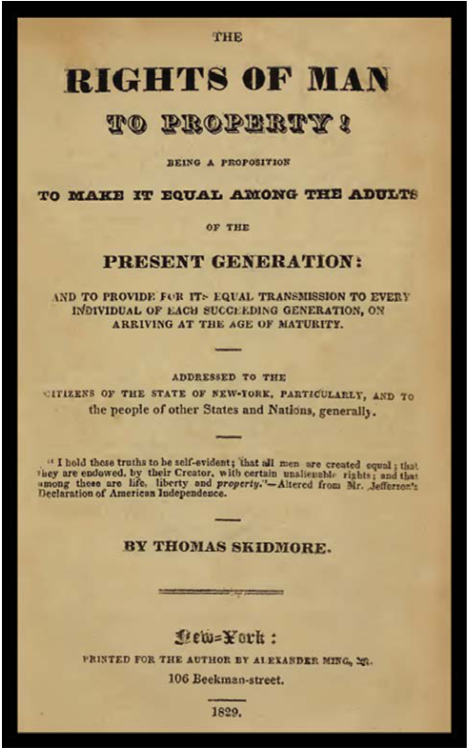 THE
RIGHTS OF MAN
TO PROPERTY!
BEING A PROPOSITION
TO MAKE IT EQUAL AMONG THE ADULTS
OF THE
PRESENT GENERATION:
AND TO PROVIDE FOR ITS EQUAL TRANSMISSION TO EVERY
INDIVIDUAL OF EACH SUCCEEDING GENERATION, ON
ARRIVING AT THE AGE OF MATURITY.
ADDRESSED TO THE
CITIZENS OF THE STATE OF NEW-YORK, PARTICULARLY, AND TO
the people of other States and Nations, generally.
" I hold these truths to be self-evident; that all men are created equal; that
they are endowed, by their Creator, with certain unalienable rights; and that
among these are life, liberty and property."—Altered from Mr. Jefferson's
Declaration of American Independence.
BY THOMAS SKIDMORE.
New-York:
PRINTED FOR THE AUTHOR BY ALEXANDER MING, JR.
106 Beekman-street.
1829.